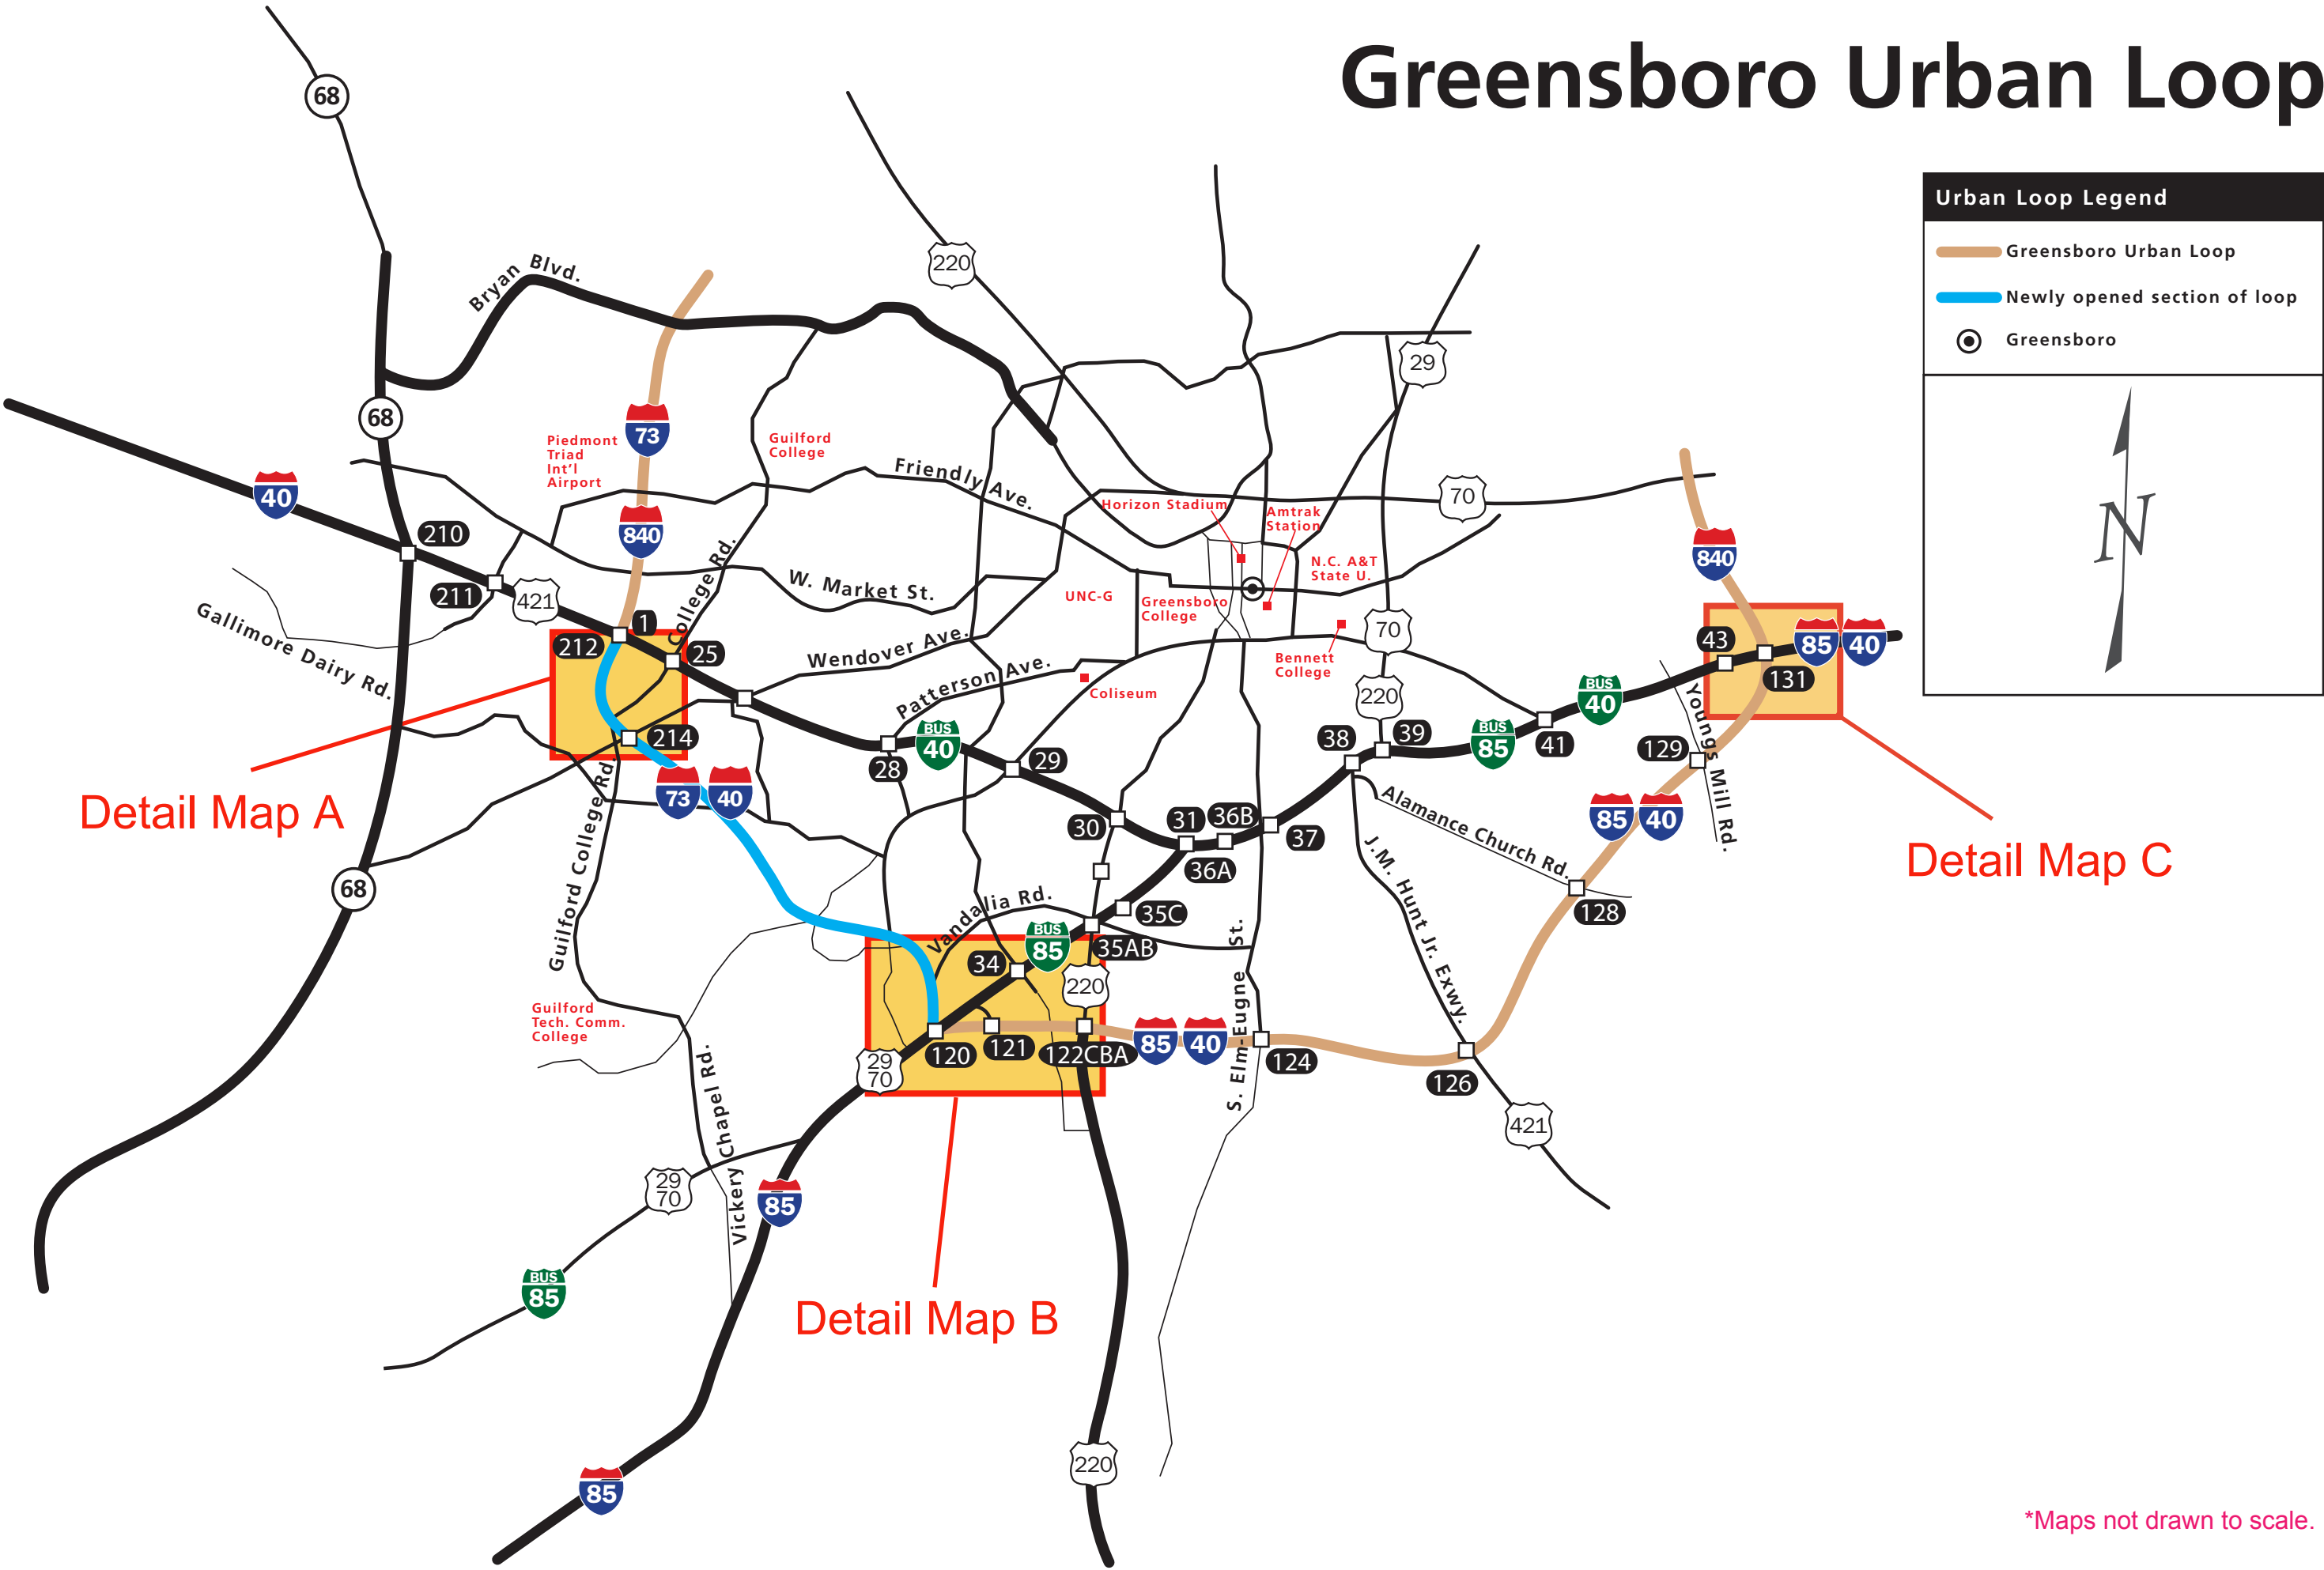 Greensboro Urban Loop
Urban Loop Legend
Greensboro Urban Loop
Newly opened section of loop
Greensboro
N
68
Bryan Blvd.
220
29
68
73
Piedmont
Triad
Int'l
Airport
Guilford
College
Friendly Ave.
40
210
840
70
Horizon Stadium
Amtrak
Station
N.C. A&T
State U.
840
211
421
College Rd.
W. Market St.
UNC-G
Greensboro
College
Gallimore Dairy Rd.
212
1
25
Wendover Ave.
Patterson Ave.
Coliseum
Bennett
College
70
220
43
85
40
131
Youngs Mill Rd.
BUS
40
214
28
BUS
40
29
38
39
BUS
85
41
129
Detail Map A
73
40
30
31
36B
37
36A
Alamance Church Rd.
85
40
Detail Map C
68
Guilford College Rd.
Vandalia Rd.
35C
J.M. Hunt Jr. Exwy.
128
BUS
85
35AB
34
220
S. Elm-Eugne St.
Guilford
Tech. Comm.
College
29
70
120
121
122CBA
85
40
124
126
Vickery Chapel Rd.
421
29
70
85
BUS
85
Detail Map B
220
85
*Maps not drawn to scale.